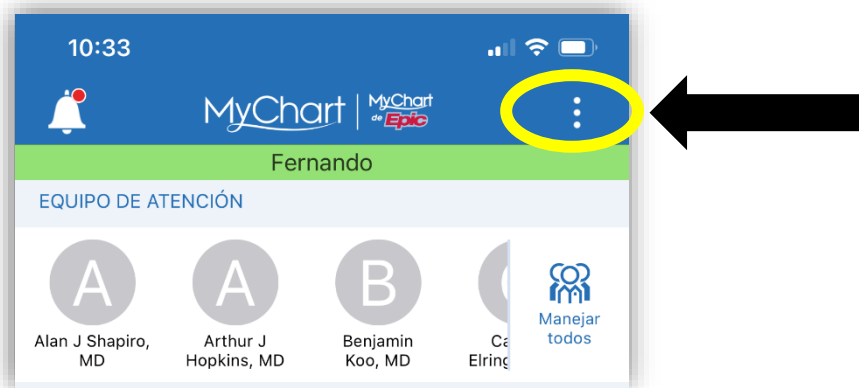 10:33
MyChart MyChart
de Epic
Fernando
EQUIPO DE ATENCIÓN
A A B
Alan J Shapiro,
MD
Arthur J
Hopkins, MD
Benjamin
Koo, MD
Manejar
todos